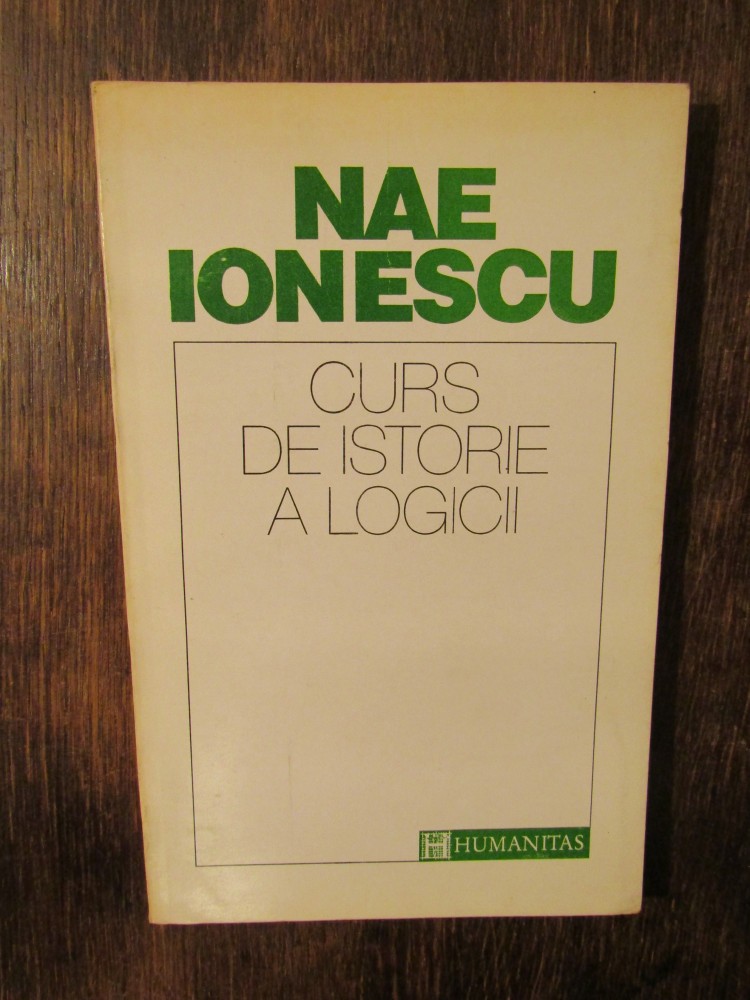 NAE
IONESCU
CURS
DE ISTORIE
A LOGICII
HUMANITAS